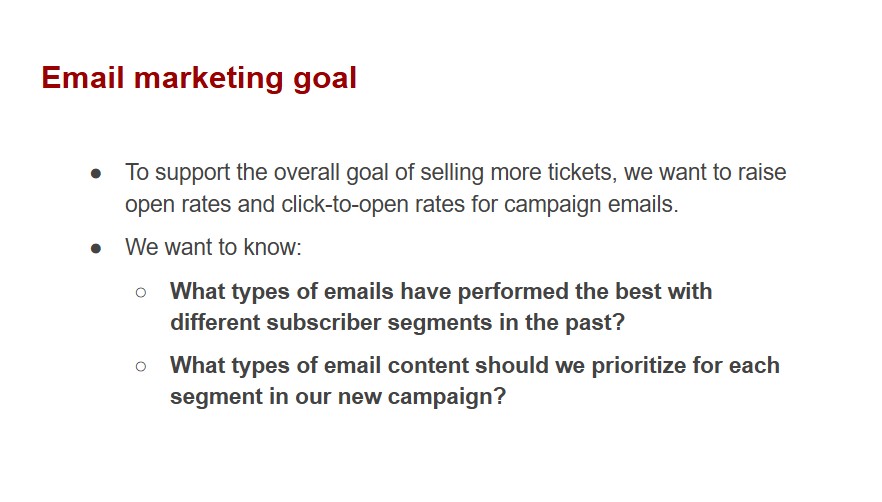 Email marketing goal
● To support the overall goal of selling more tickets, we want to raise
open rates and click-to-open rates for campaign emails.
● We want to know:
○ What types of emails have performed the best with
different subscriber segments in the past?
○ What types of email content should we prioritize for each
segment in our new campaign?